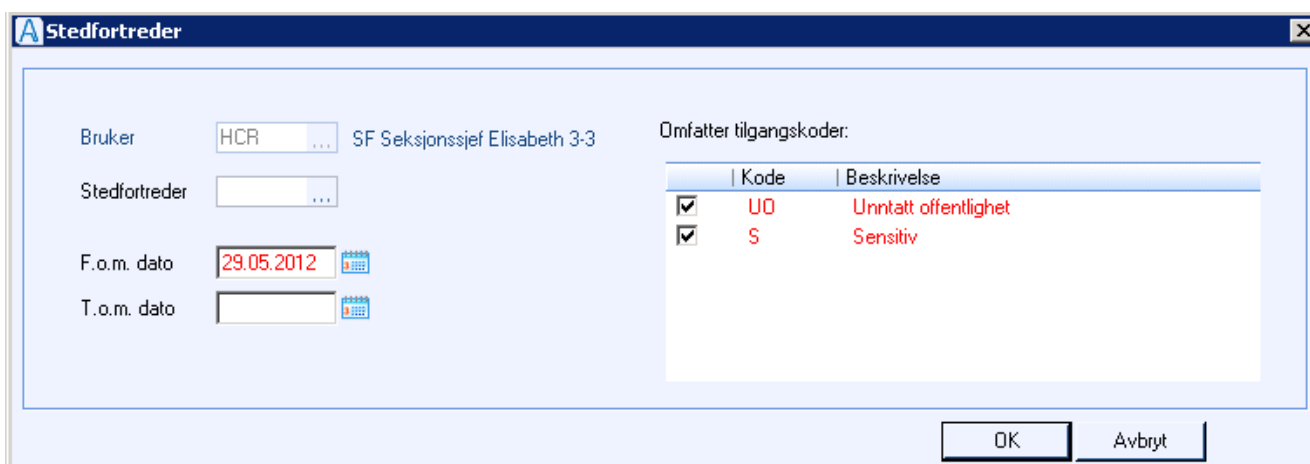 Stedfortreder
Bruker HCR ... SF Seksjonssjef Elisabeth 3-3
Stedfortreder ...
F.o.m. dato 29.05.2012
T.o.m. dato
Omfatter tilgangskoder:
Kode Beskrivelse
UO Unntatt offentlighet
S Sensitiv
OK Avbryt